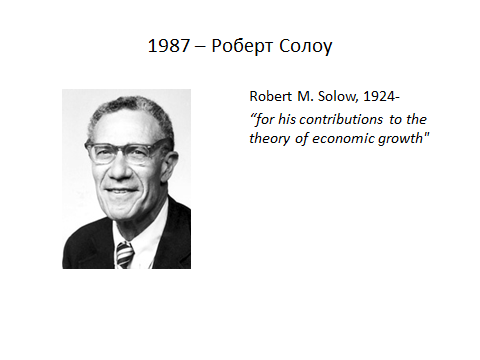 1987 – Роберт Солоу
Robert M. Solow, 1924-
“for his contributions to the
theory of economic growth"